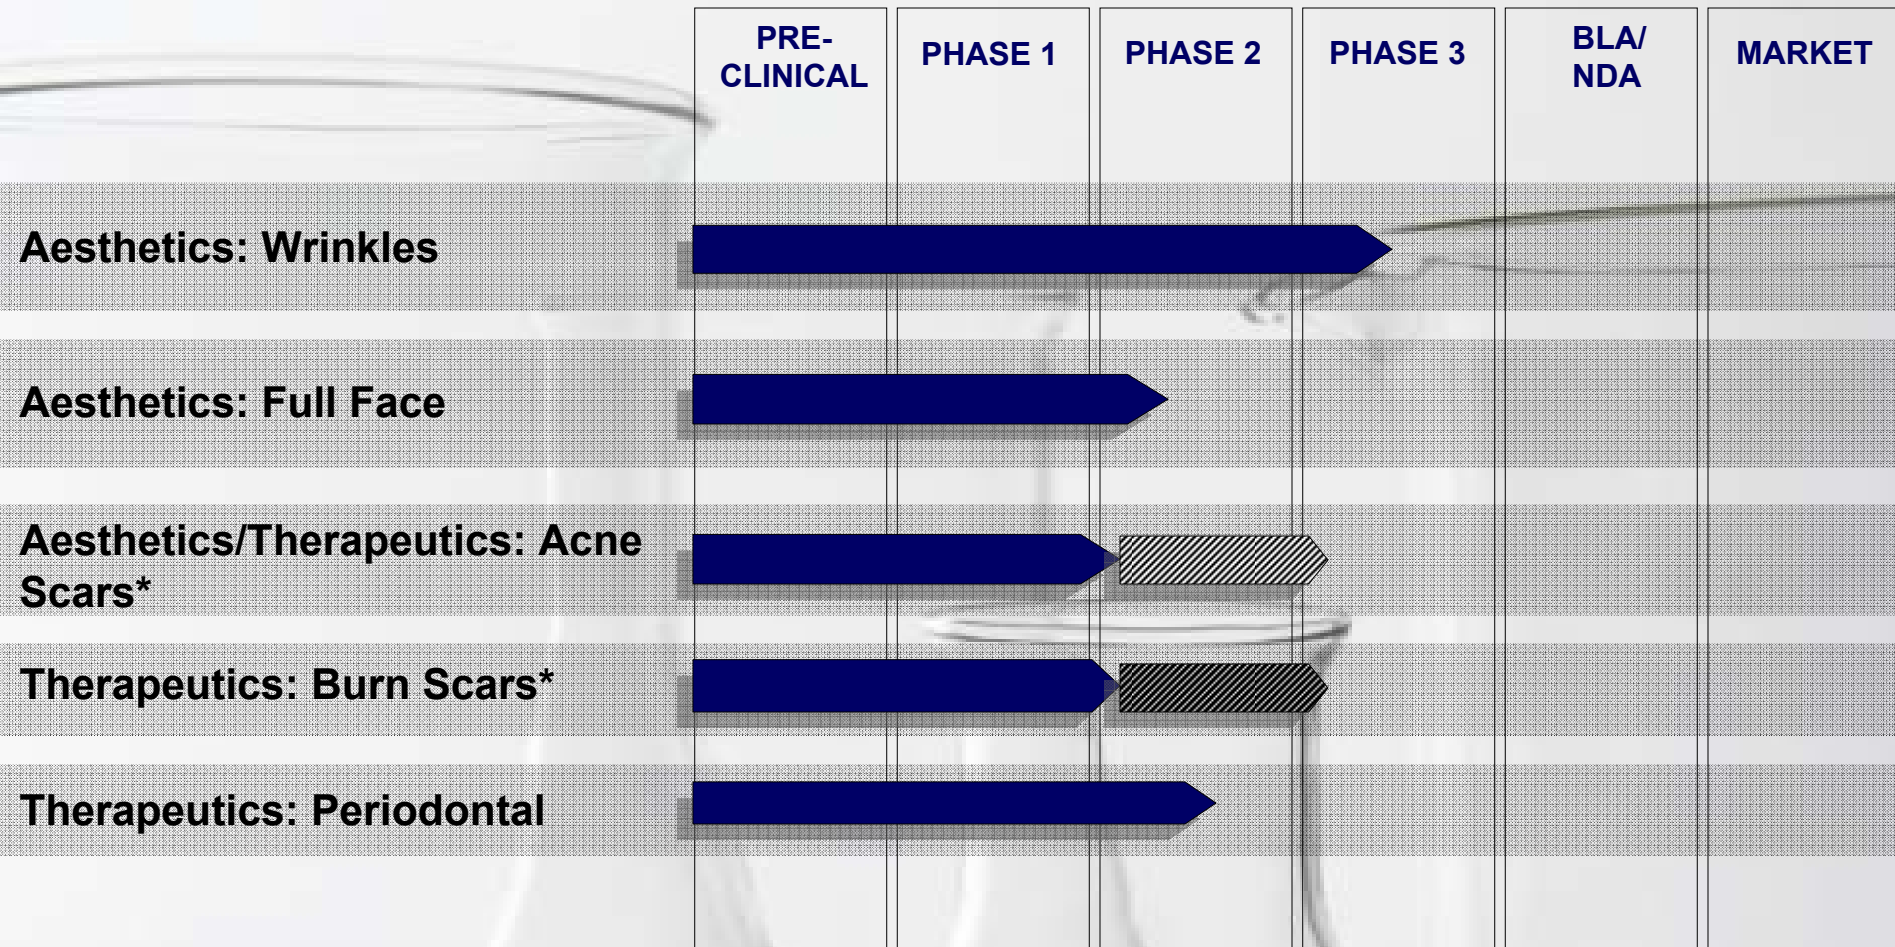 PRE-
CLINICAL
PHASE 1
PHASE 2
PHASE 3
BLA/
NDA
MARKET
Aesthetics: Wrinkles
Aesthetics: Full Face
Aesthetics/Therapeutics: Acne
Scars*
Therapeutics: Burn Scars*
Therapeutics: Periodontal